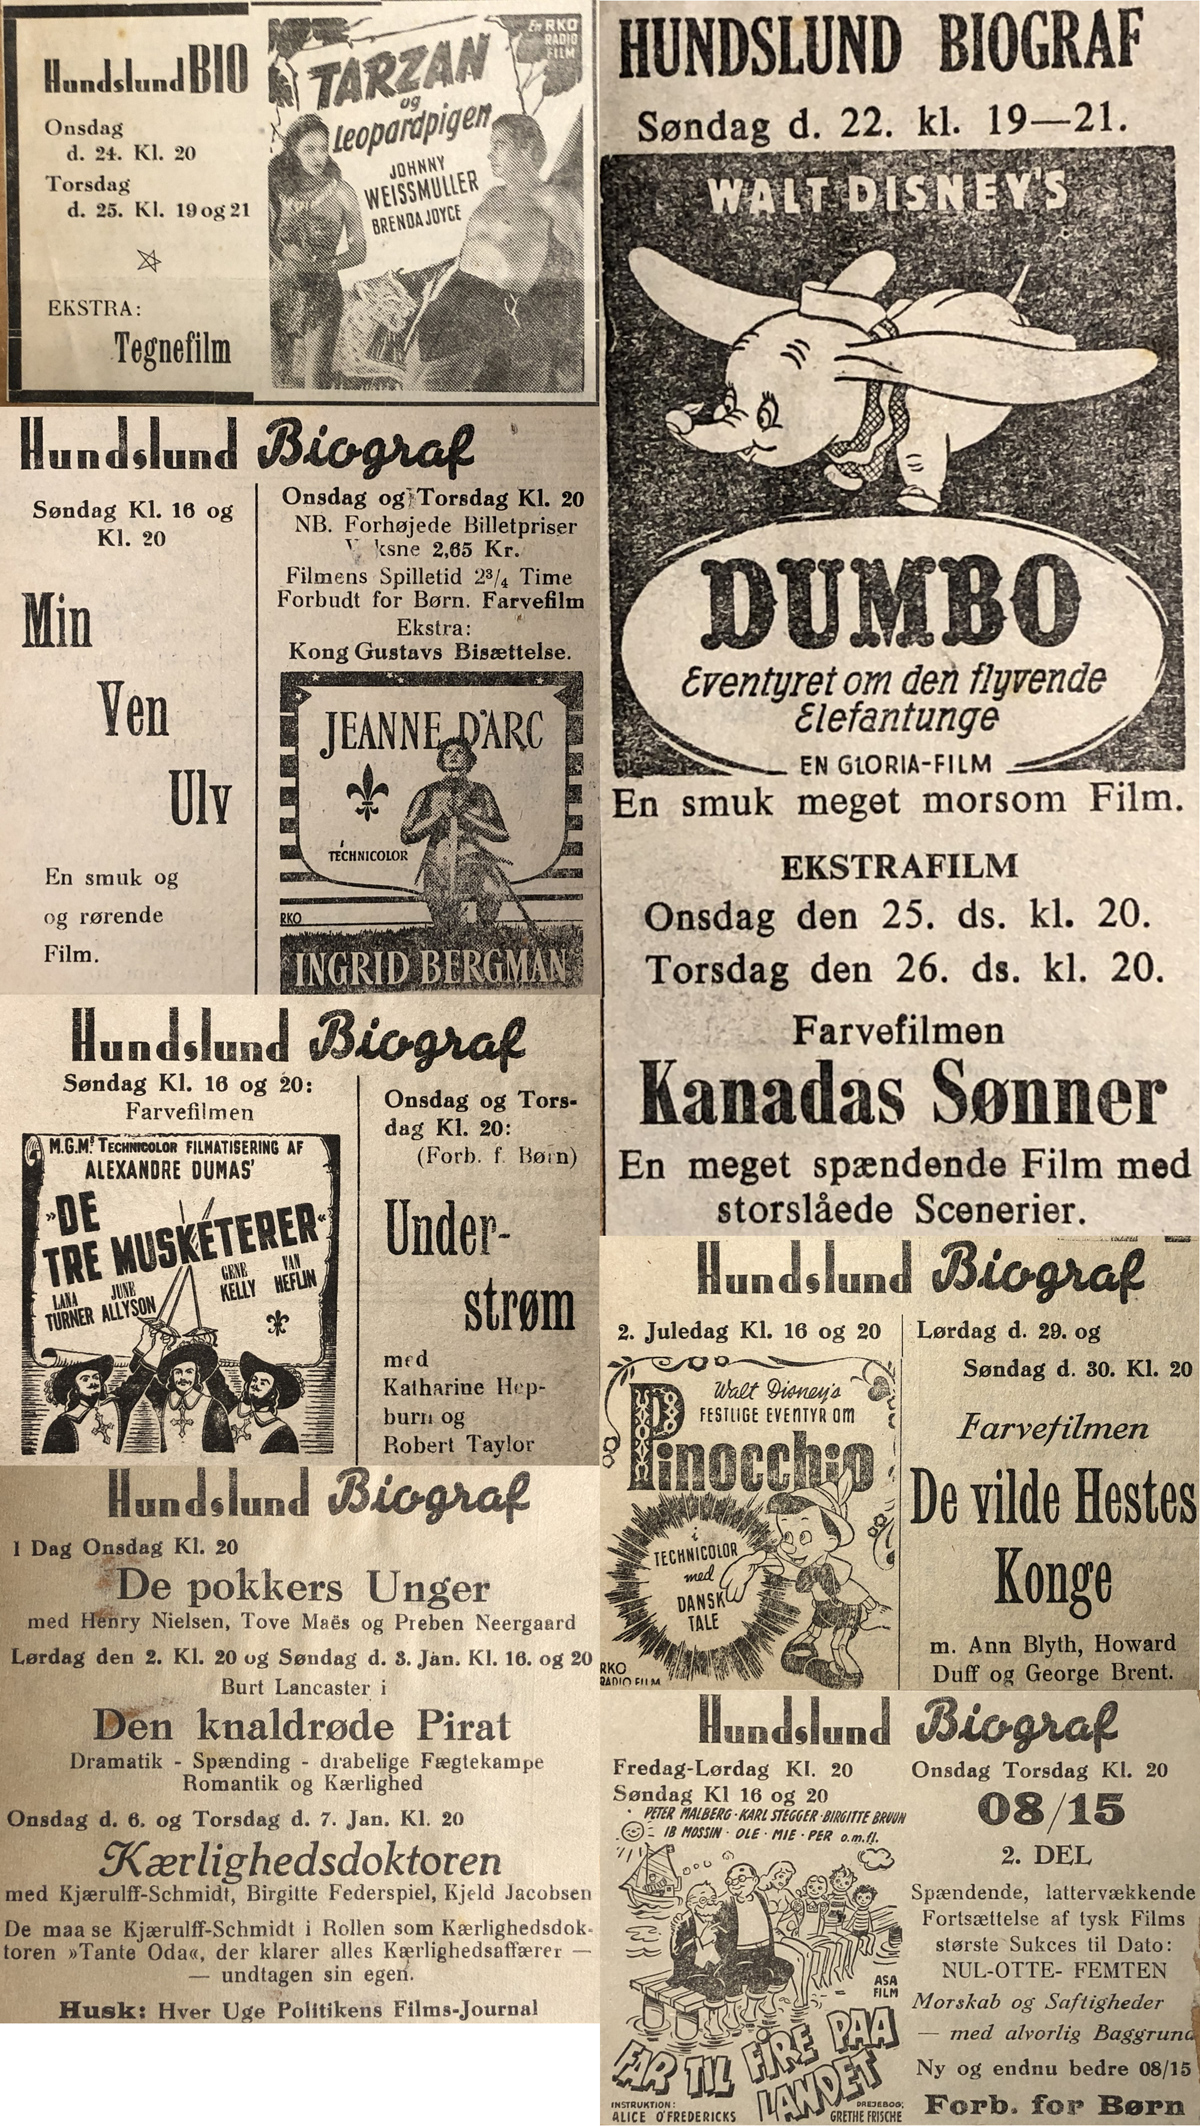 Hundslund BIO
Onsdag
d. 24. Kl. 20
Torsdag
d. 25. Kl. 19 og 21
EKSTRA:
Tegnefilm
En RKO
RADIO
FILM
TARZAN
og
Leopardpigen
JOHNNY
WEISSMULLER
BRENDA JOYCE
Hundslund Biograf
Søndag Kl. 16 og
Kl. 20
Min
Ven
Ulv
En smuk og
og rørende
Film.
Onsdag og Torsdag Kl. 20
NB. Forhøjede Billetpriser
V ksne 2,65 Kr.
Filmens Spilletid 2¾ Time
Forbudt for Børn. Farvefilm
Ekstra:
Kong Gustavs Bisættelse.
JEANNE D'ARC
TECHNICOLOR
RKO
INGRID BERGMAN
Hundslund Biograf
Søndag Kl. 16 og 20:
Farvefilmen
M.G.M.s TECHNICOLOR FILMATISERING AF
ALEXANDRE DUMAS'
»DE
TRE MUSKETERER«
LANA
TURNER
JUNE
ALLYSON
GENE
KELLY
VAN
HEFLIN
Onsdag og Tors-
dag Kl. 20:
(Forb. f. Børn)
Under-
strøm
med
Katharine Hep-
burn og
Robert Taylor
Hundslund Biograf
I Dag Onsdag Kl. 20
De pokkers Unger
med Henry Nielsen, Tove Maës og Preben Neergaard
Lørdag den 2. Kl. 20 og Søndag d. 3. Jan. Kl. 16. og 20
Burt Lancaster i
Den knaldrøde Pirat
Dramatik - Spænding - drabelige Fægtekampe
Romantik og Kærlighed
Onsdag d. 6. og Torsdag d. 7. Jan. Kl. 20
Kærlighedsdoktoren
med Kjærulff-Schmidt, Birgitte Federspiel, Kjeld Jacobsen
De maa se Kjærulff-Schmidt i Rollen som Kærlighedsdok-
toren »Tante Oda«, der klarer alles Kærlighedsaffærer —
— undtagen sin egen.
Husk: Hver Uge Politikens Films-Journal
HUNDSLUND BIOGRAF
Søndag d. 22. kl. 19—21.
WALT DISNEY'S
DUMBO
Eventyret om den flyvende
Elefantunge
EN GLORIA-FILM
En smuk meget morsom Film.
EKSTRAFILM
Onsdag den 25. ds. kl. 20.
Torsdag den 26. ds. kl. 20.
Farvefilmen
Kanadas Sønner
En meget spændende Film med
storslåede Scenerier.
Hundslund Biograf
2. Juledag Kl. 16 og 20
Walt Disney's
FESTLIGE EVENTYR OM
Pinocchio
i
TECHNICOLOR
med
DANSK
TALE
RKO
RADIO FILM
Lørdag d. 29. og
Søndag d. 30. Kl. 20
Farvefilmen
De vilde Hestes
Konge
m. Ann Blyth, Howard
Duff og George Brent.
Hundslund Biograf
Fredag-Lørdag Kl. 20
Søndag Kl 16 og 20
PETER MALBERG · KARL STEGGER · BIRGITTE BRUUN
IB MOSSIN · OLE · MIE · PER o.m.fl.
ASA
FILM
FAR TIL FIRE PAA
LANDET
INSTRUKTION:
ALICE O'FREDERICKS
DREJEBOG:
GRETHE FRISCHE
Onsdag Torsdag Kl. 20
08/15
2. DEL
Spændende, lattervækkende
Fortsættelse af tysk Films
største Sukces til Dato:
NUL-OTTE- FEMTEN
Morskab og Saftigheder
— med alvorlig Baggrund
Ny og endnu bedre 08/15
Forb. for Børn